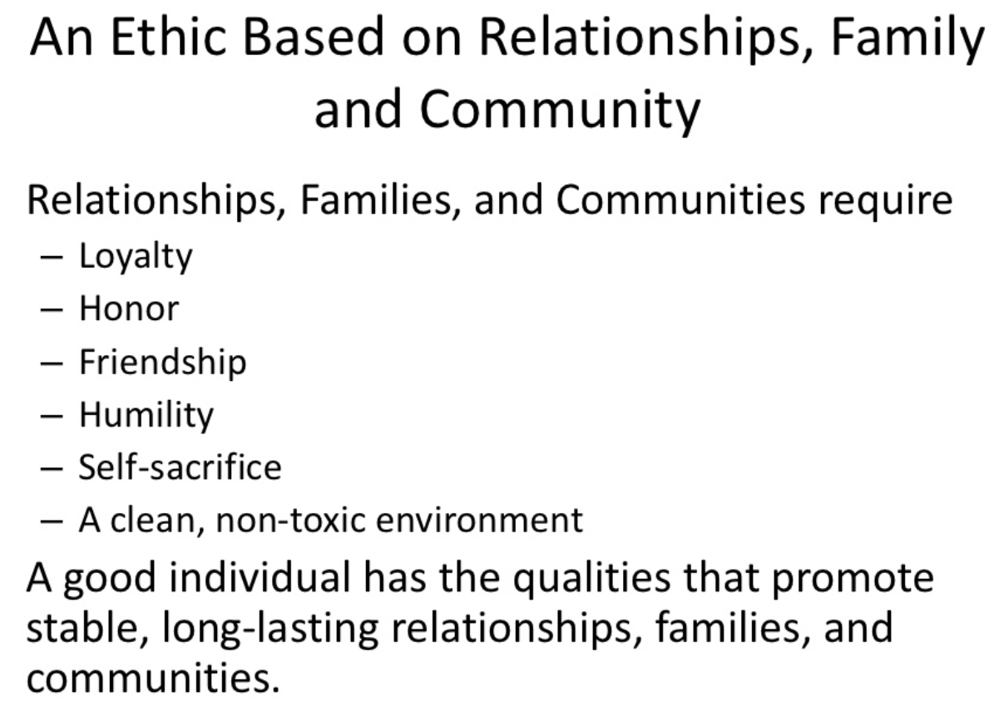 An Ethic Based on Relationships, Family
and Community
Relationships, Families, and Communities require
– Loyalty
– Honor
– Friendship
– Humility
– Self-sacrifice
– A clean, non-toxic environment
A good individual has the qualities that promote
stable, long-lasting relationships, families, and
communities.